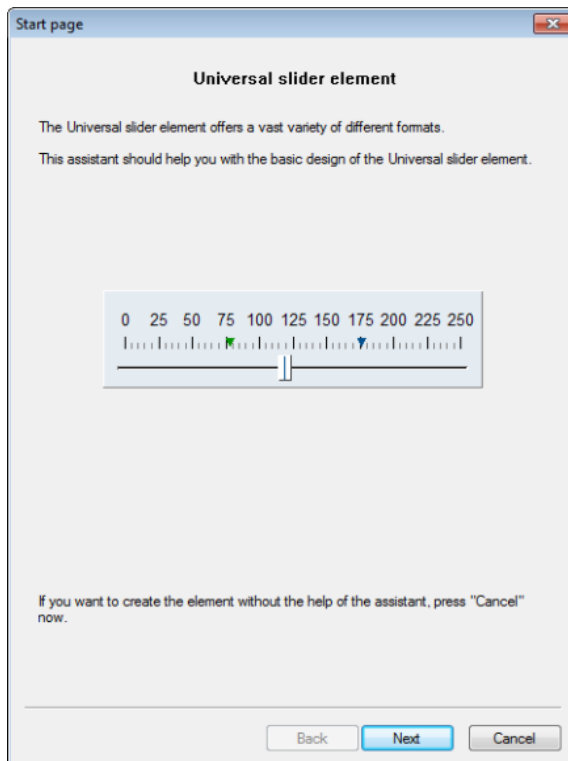 Start page
Universal slider element
The Universal slider element offers a vast variety of different formats.
This assistant should help you with the basic design of the Universal slider element.
0 25 50 75 100 125 150 175 200 225 250
If you want to create the element without the help of the assistant, press "Cancel"
now.
Back Next Cancel